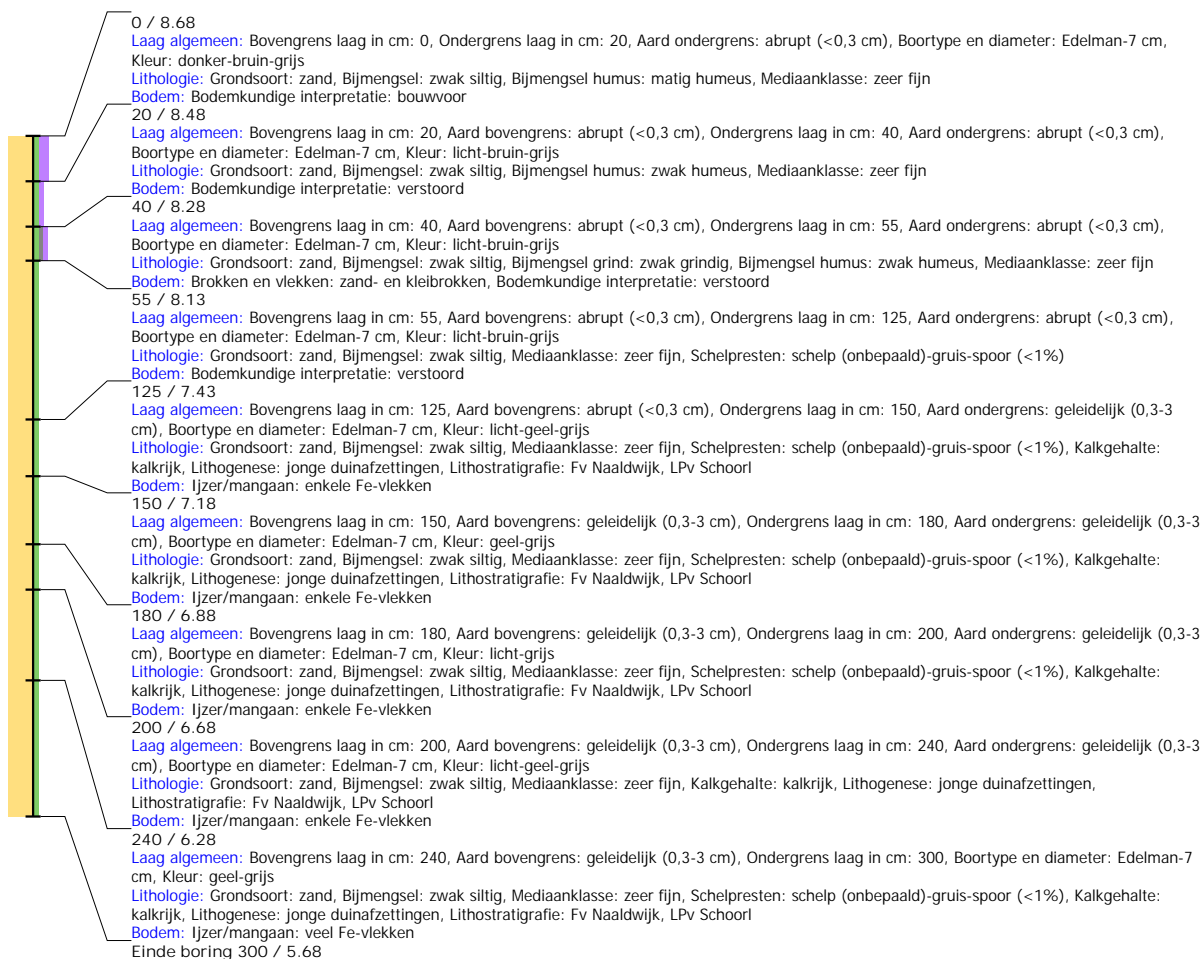 0 / 8.68
Laag algemeen: Bovengrens laag in cm: 0, Ondergrens laag in cm: 20, Aard ondergrens: abrupt (<0,3 cm), Boortype en diameter: Edelman-7 cm,
Kleur: donker-bruin-grijs
Lithologie: Grondsoort: zand, Bijmengsel: zwak siltig, Bijmengsel humus: matig humeus, Mediaanklasse: zeer fijn
Bodem: Bodemkundige interpretatie: bouwvoor
20 / 8.48
Laag algemeen: Bovengrens laag in cm: 20, Aard bovengrens: abrupt (<0,3 cm), Ondergrens laag in cm: 40, Aard ondergrens: abrupt (<0,3 cm),
Boortype en diameter: Edelman-7 cm, Kleur: licht-bruin-grijs
Lithologie: Grondsoort: zand, Bijmengsel: zwak siltig, Bijmengsel humus: zwak humeus, Mediaanklasse: zeer fijn
Bodem: Bodemkundige interpretatie: verstoord
40 / 8.28
Laag algemeen: Bovengrens laag in cm: 40, Aard bovengrens: abrupt (<0,3 cm), Ondergrens laag in cm: 55, Aard ondergrens: abrupt (<0,3 cm),
Boortype en diameter: Edelman-7 cm, Kleur: licht-bruin-grijs
Lithologie: Grondsoort: zand, Bijmengsel: zwak siltig, Bijmengsel grind: zwak grindig, Bijmengsel humus: zwak humeus, Mediaanklasse: zeer fijn
Bodem: Brokken en vlekken: zand- en kleibrokken, Bodemkundige interpretatie: verstoord
55 / 8.13
Laag algemeen: Bovengrens laag in cm: 55, Aard bovengrens: abrupt (<0,3 cm), Ondergrens laag in cm: 125, Aard ondergrens: abrupt (<0,3 cm),
Boortype en diameter: Edelman-7 cm, Kleur: licht-bruin-grijs
Lithologie: Grondsoort: zand, Bijmengsel: zwak siltig, Mediaanklasse: zeer fijn, Schelpresten: schelp (onbepaald)-gruis-spoor (<1%)
Bodem: Bodemkundige interpretatie: verstoord
125 / 7.43
Laag algemeen: Bovengrens laag in cm: 125, Aard bovengrens: abrupt (<0,3 cm), Ondergrens laag in cm: 150, Aard ondergrens: geleidelijk (0,3-3
cm), Boortype en diameter: Edelman-7 cm, Kleur: licht-geel-grijs
Lithologie: Grondsoort: zand, Bijmengsel: zwak siltig, Mediaanklasse: zeer fijn, Schelpresten: schelp (onbepaald)-gruis-spoor (<1%), Kalkgehalte:
kalkrijk, Lithogenese: jonge duinafzettingen, Lithostratigrafie: Fv Naaldwijk, LPv Schoorl
Bodem: Ijzer/mangaan: enkele Fe-vlekken
150 / 7.18
Laag algemeen: Bovengrens laag in cm: 150, Aard bovengrens: geleidelijk (0,3-3 cm), Ondergrens laag in cm: 180, Aard ondergrens: geleidelijk (0,3-3
cm), Boortype en diameter: Edelman-7 cm, Kleur: geel-grijs
Lithologie: Grondsoort: zand, Bijmengsel: zwak siltig, Mediaanklasse: zeer fijn, Schelpresten: schelp (onbepaald)-gruis-spoor (<1%), Kalkgehalte:
kalkrijk, Lithogenese: jonge duinafzettingen, Lithostratigrafie: Fv Naaldwijk, LPv Schoorl
Bodem: Ijzer/mangaan: enkele Fe-vlekken
180 / 6.88
Laag algemeen: Bovengrens laag in cm: 180, Aard bovengrens: geleidelijk (0,3-3 cm), Ondergrens laag in cm: 200, Aard ondergrens: geleidelijk (0,3-3
cm), Boortype en diameter: Edelman-7 cm, Kleur: licht-grijs
Lithologie: Grondsoort: zand, Bijmengsel: zwak siltig, Mediaanklasse: zeer fijn, Schelpresten: schelp (onbepaald)-gruis-spoor (<1%), Kalkgehalte:
kalkrijk, Lithogenese: jonge duinafzettingen, Lithostratigrafie: Fv Naaldwijk, LPv Schoorl
Bodem: Ijzer/mangaan: enkele Fe-vlekken
200 / 6.68
Laag algemeen: Bovengrens laag in cm: 200, Aard bovengrens: geleidelijk (0,3-3 cm), Ondergrens laag in cm: 240, Aard ondergrens: geleidelijk (0,3-3
cm), Boortype en diameter: Edelman-7 cm, Kleur: licht-geel-grijs
Lithologie: Grondsoort: zand, Bijmengsel: zwak siltig, Mediaanklasse: zeer fijn, Kalkgehalte: kalkrijk, Lithogenese: jonge duinafzettingen,
Lithostratigrafie: Fv Naaldwijk, LPv Schoorl
Bodem: Ijzer/mangaan: enkele Fe-vlekken
240 / 6.28
Laag algemeen: Bovengrens laag in cm: 240, Aard bovengrens: geleidelijk (0,3-3 cm), Ondergrens laag in cm: 300, Boortype en diameter: Edelman-7
cm, Kleur: geel-grijs
Lithologie: Grondsoort: zand, Bijmengsel: zwak siltig, Mediaanklasse: zeer fijn, Schelpresten: schelp (onbepaald)-gruis-spoor (<1%), Kalkgehalte:
kalkrijk, Lithogenese: jonge duinafzettingen, Lithostratigrafie: Fv Naaldwijk, LPv Schoorl
Bodem: Ijzer/mangaan: veel Fe-vlekken
Einde boring 300 / 5.68